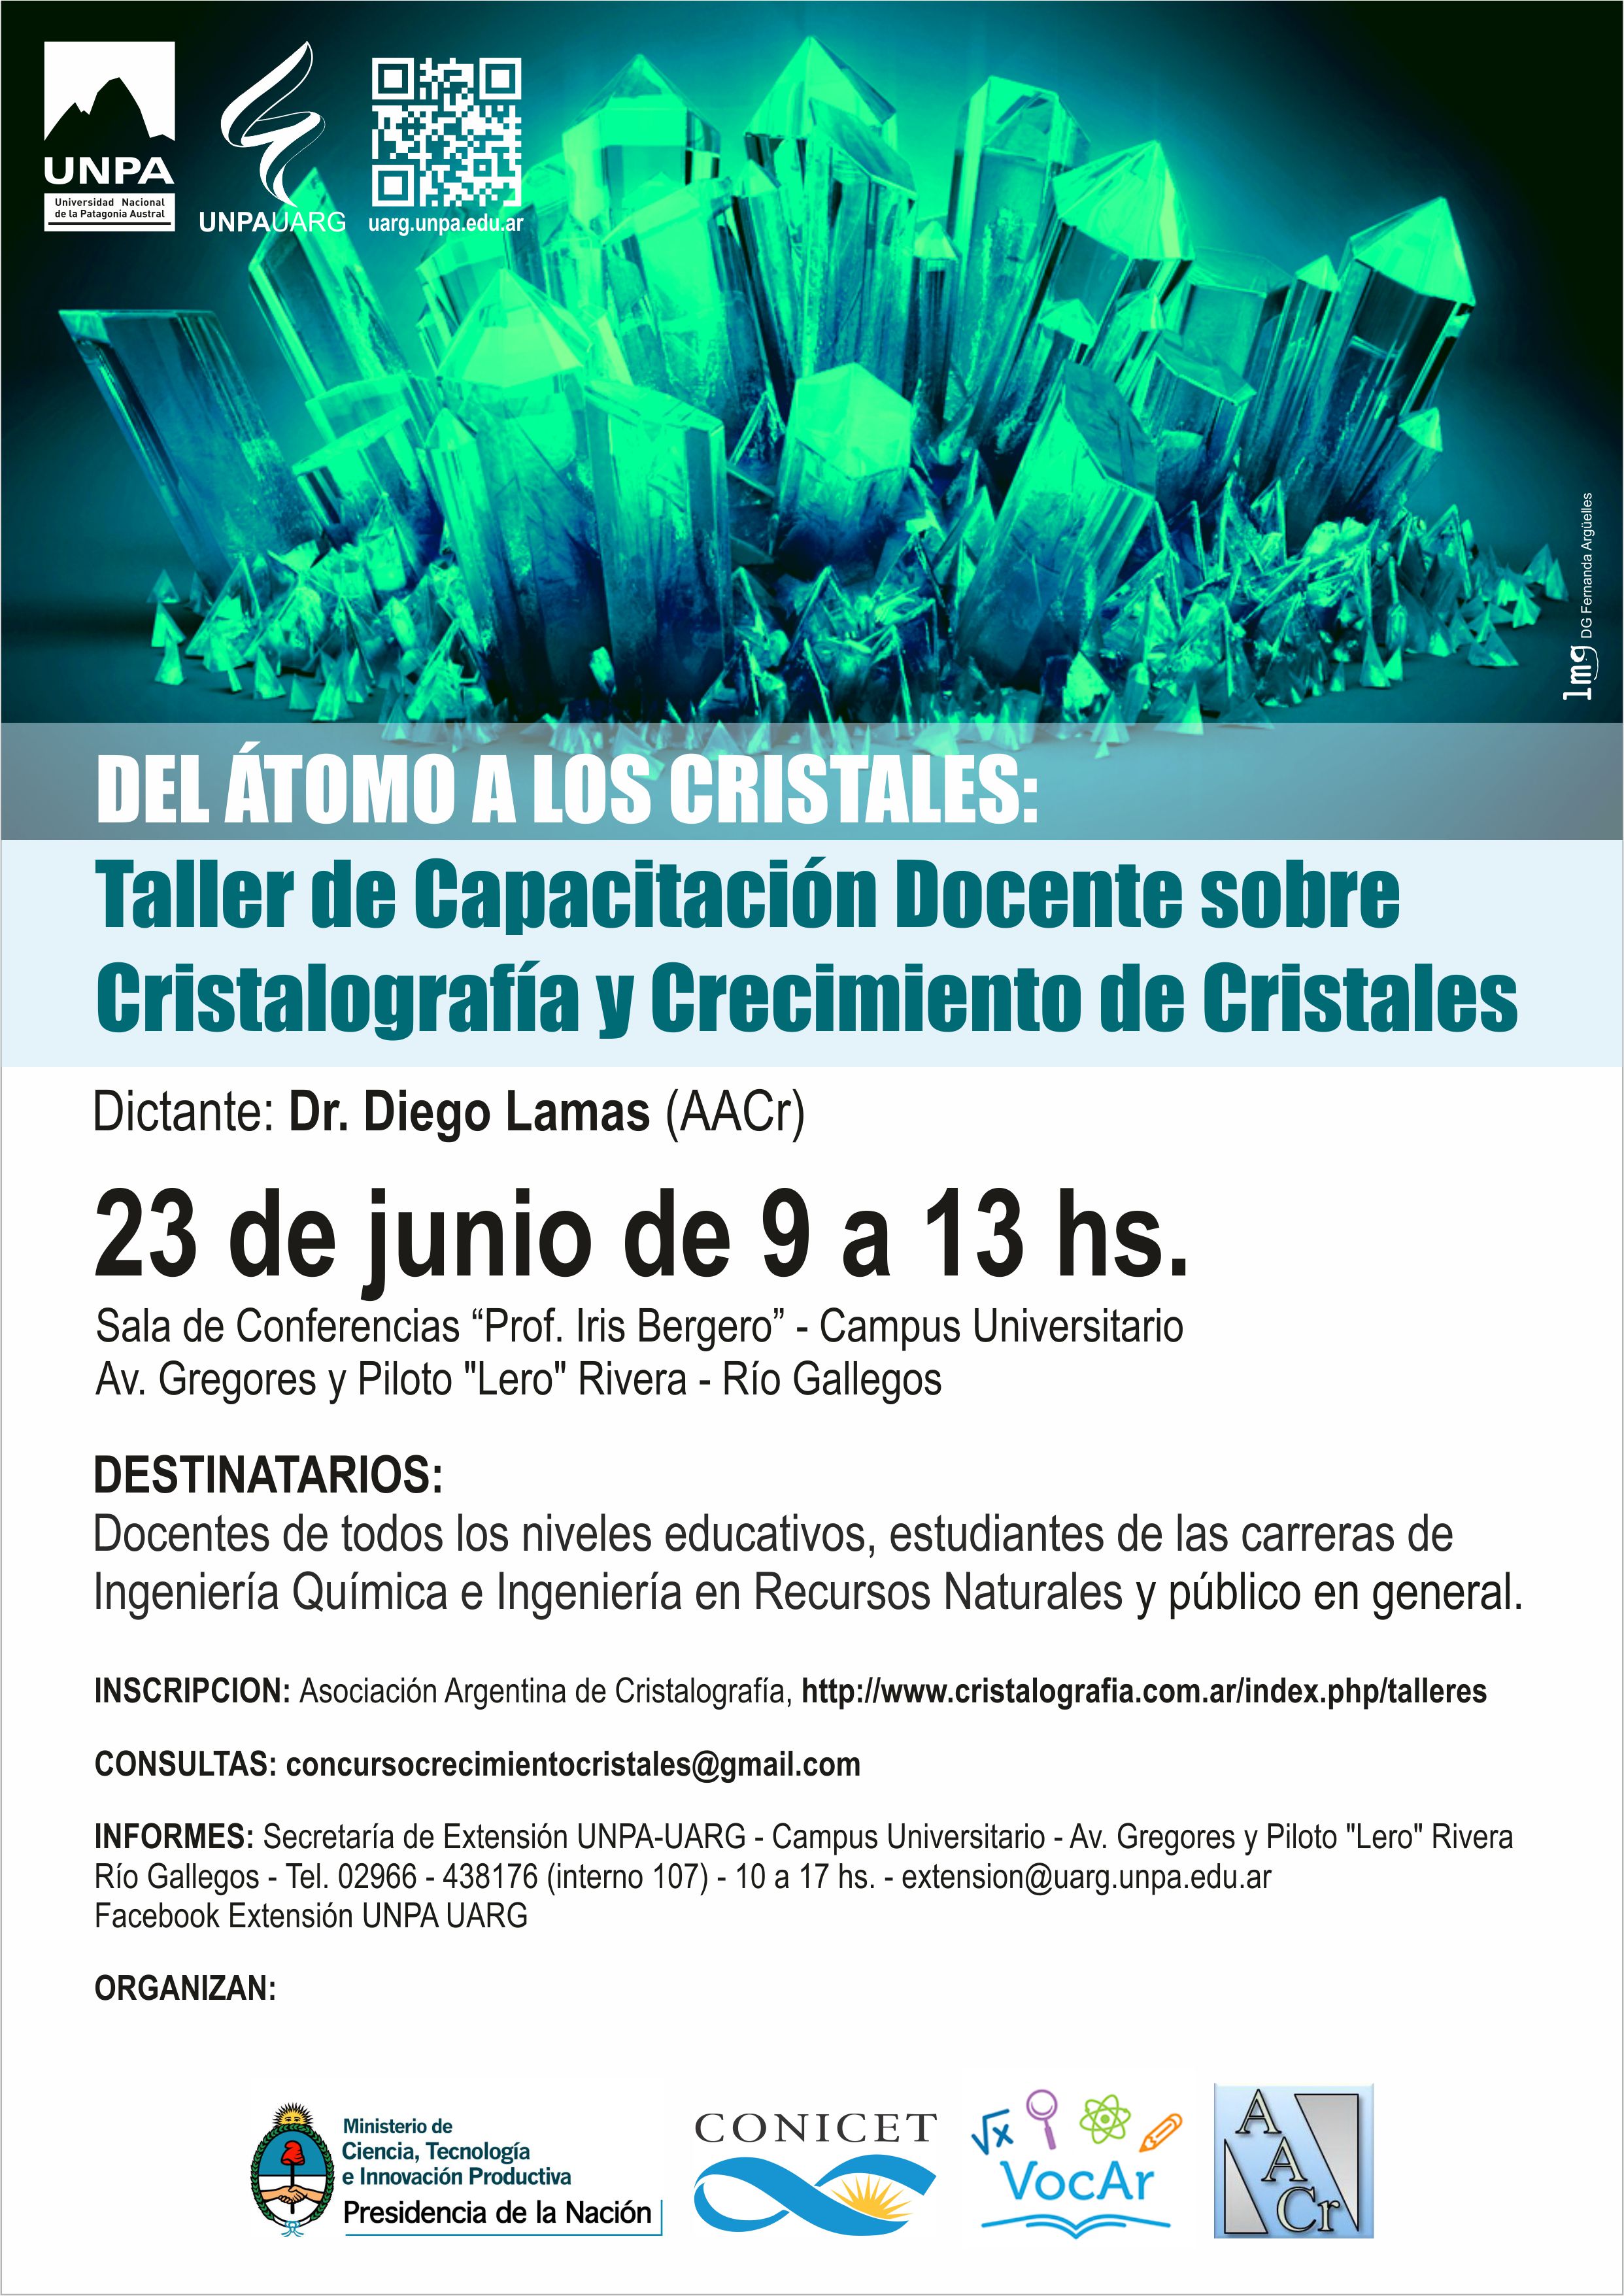 UNPA
Universidad Nacional
de la Patagonia Austral
UNPAUARG
uarg.unpa.edu.ar
lmg DG Fernanda Argüelles
DEL ÁTOMO A LOS CRISTALES:
Taller de Capacitación Docente sobre
Cristalografía y Crecimiento de Cristales
Dictante: Dr. Diego Lamas (AACr)
23 de junio de 9 a 13 hs.
Sala de Conferencias “Prof. Iris Bergero” - Campus Universitario
Av. Gregores y Piloto "Lero" Rivera - Río Gallegos
DESTINATARIOS:
Docentes de todos los niveles educativos, estudiantes de las carreras de
Ingeniería Química e Ingeniería en Recursos Naturales y público en general.
INSCRIPCION: Asociación Argentina de Cristalografía, http://www.cristalografia.com.ar/index.php/talleres
CONSULTAS: concursocrecimientocristales@gmail.com
INFORMES: Secretaría de Extensión UNPA-UARG - Campus Universitario - Av. Gregores y Piloto "Lero" Rivera
Río Gallegos - Tel. 02966 - 438176 (interno 107) - 10 a 17 hs. - extension@uarg.unpa.edu.ar
Facebook Extensión UNPA UARG
ORGANIZAN:
Ministerio de
Ciencia, Tecnología
e Innovación Productiva
Presidencia de la Nación
CONICET
√x
VocAr
A
A
Cr